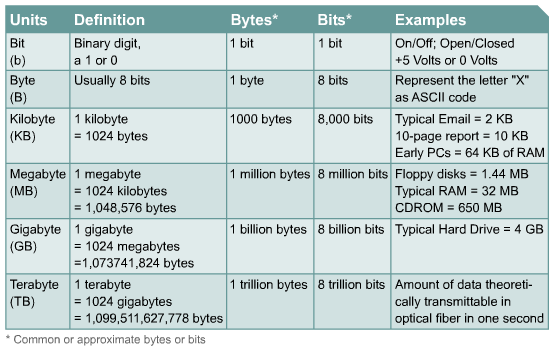 Units Definition Bytes* Bits* Examples
Bit Binary digit, 1 bit 1 bit On/Off; Open/Closed
(b) a 1 or 0 +5 Volts or 0 Volts
Byte Usually 8 bits 1 byte 8 bits Represent the letter "X"
(B) as ASCII code
Kilobyte 1 kilobyte 1000 bytes 8,000 bits Typical Email = 2 KB
(KB) = 1024 bytes 10-page report = 10 KB
Early PCs = 64 KB of RAM
Megabyte 1 megabyte 1 million bytes 8 million bits Floppy disks = 1.44 MB
(MB) = 1024 kilobytes Typical RAM = 32 MB
= 1,048,576 bytes CDROM = 650 MB
Gigabyte 1 gigabyte 1 billion bytes 8 billion bits Typical Hard Drive = 4 GB
(GB) = 1024 megabytes
=1,073741,824 bytes
Terabyte 1 terabyte 1 trillion bytes 8 trillion bits Amount of data theoreti-
(TB) = 1024 gigabytes cally transmittable in
= 1,099,511,627,778 bytes optical fiber in one second
* Common or approximate bytes or bits